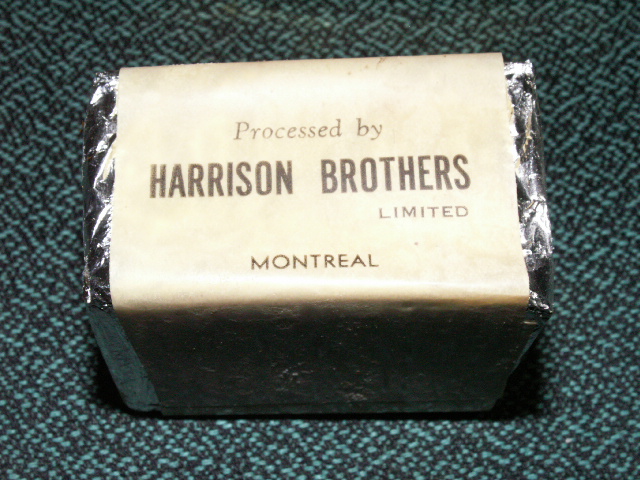 Processed by
HARRISON BROTHERS
LIMITED
MONTREAL